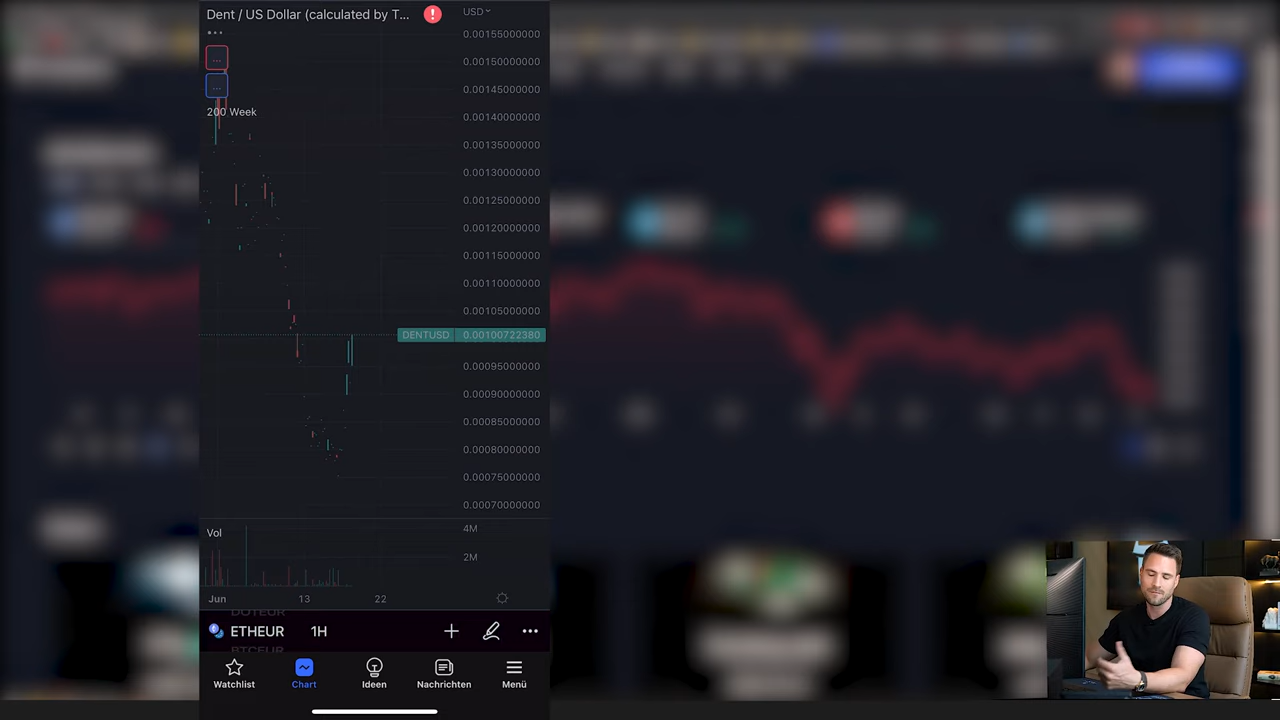 Dent / US Dollar (calculated by T...
USD
...
...
...
200 Week
0.00155000000
0.00150000000
0.00145000000
0.00140000000
0.00135000000
0.00130000000
0.00125000000
0.00120000000
0.00115000000
0.00110000000
0.00105000000
DENTUSD 0.00100722380
0.00095000000
0.00090000000
0.00085000000
0.00080000000
0.00075000000
0.00070000000
Vol
4M
2M
Jun 13 22
DOTEUR
ETHEUR 1H
BTCEUR
Watchlist Chart Ideen Nachrichten Menü